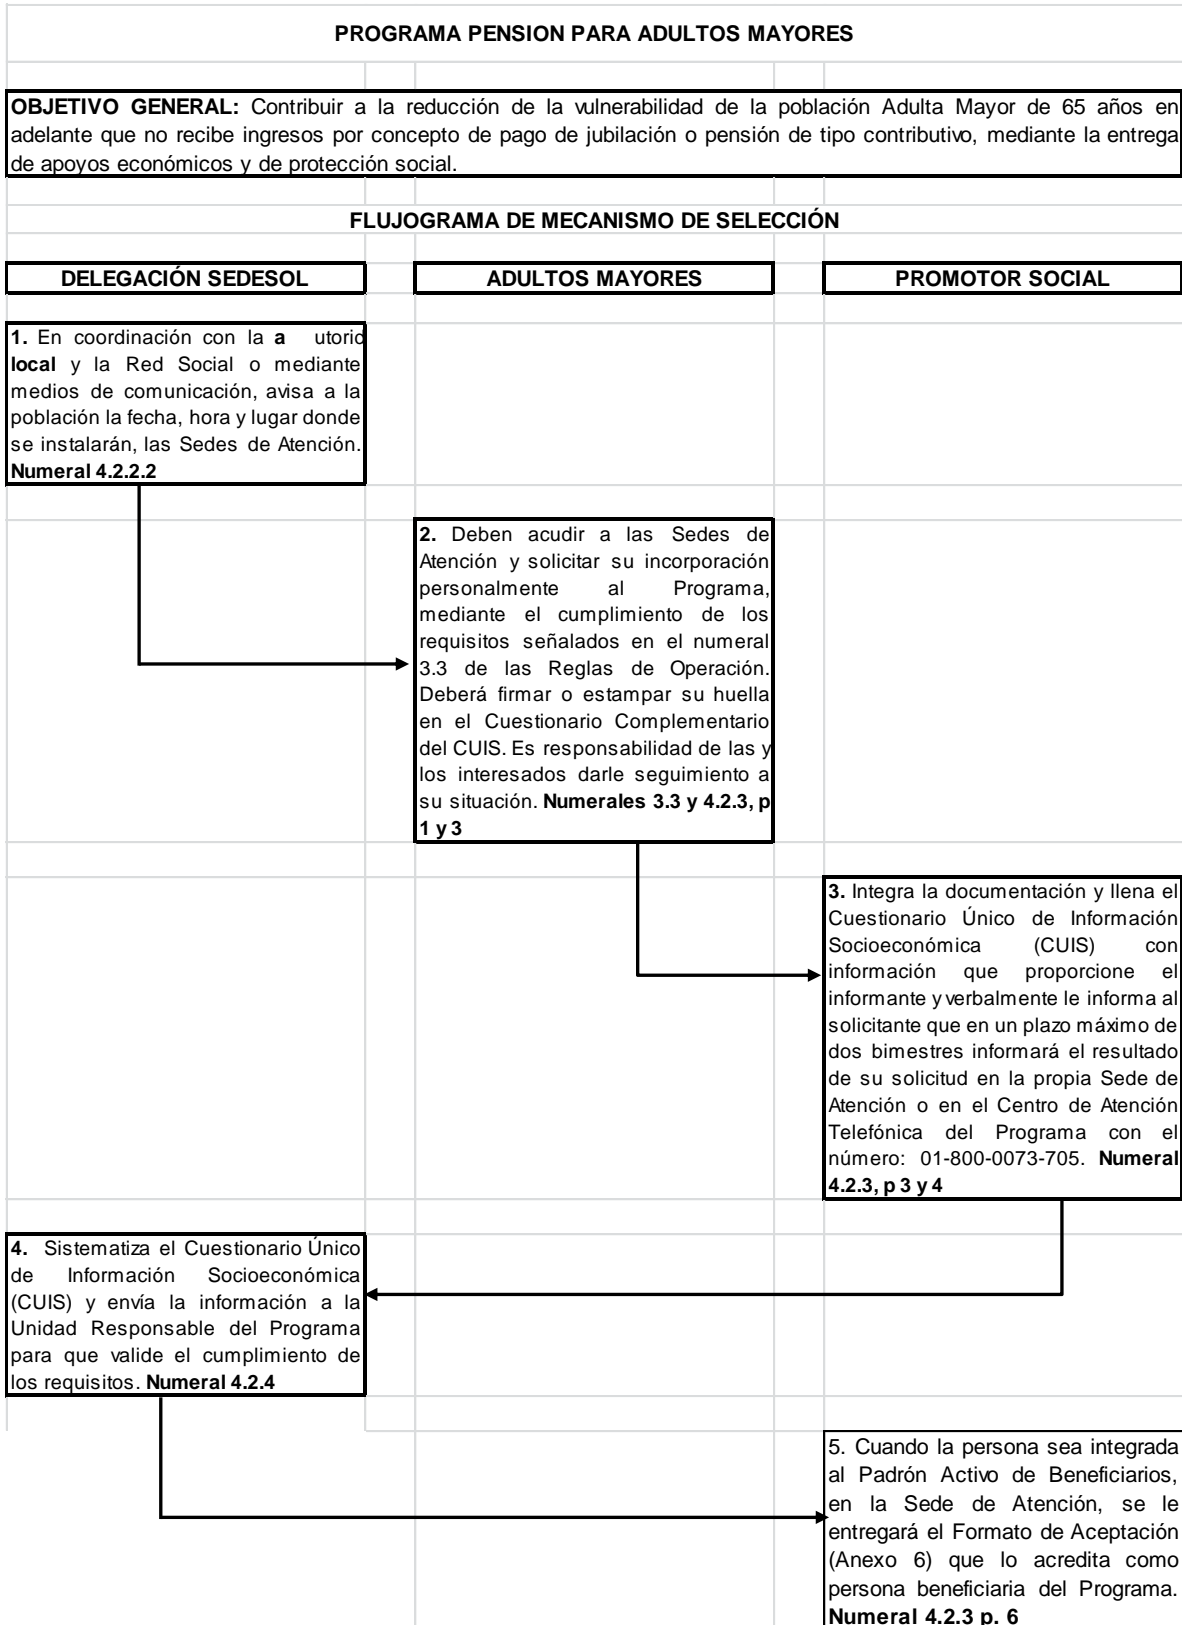 PROGRAMA PENSION PARA ADULTOS MAYORES
OBJETIVO GENERAL: Contribuir a la reducción de la vulnerabilidad de la población Adulta Mayor de 65 años en
adelante que no recibe ingresos por concepto de pago de jubilación o pensión de tipo contributivo, mediante la entrega
de apoyos económicos y de protección social.
FLUJOGRAMA DE MECANISMO DE SELECCIÓN
DELEGACIÓN SEDESOL
ADULTOS MAYORES
PROMOTOR SOCIAL
1. En coordinación con la a utorid
local y la Red Social o mediante
medios de comunicación, avisa a la
población la fecha, hora y lugar donde
se instalarán, las Sedes de Atención.
Numeral 4.2.2.2
2. Deben acudir a las Sedes de
Atención y solicitar su incorporación
personalmente al Programa,
mediante el cumplimiento de los
requisitos señalados en el numeral
3.3 de las Reglas de Operación.
Deberá firmar o estampar su huella
en el Cuestionario Complementario
del CUIS. Es responsabilidad de las y
los interesados darle seguimiento a
su situación. Numerales 3.3 y 4.2.3, p
1 y 3
3. Integra la documentación y llena el
Cuestionario Único de Información
Socioeconómica (CUIS) con
información que proporcione el
informante y verbalmente le informa al
solicitante que en un plazo máximo de
dos bimestres informará el resultado
de su solicitud en la propia Sede de
Atención o en el Centro de Atención
Telefónica del Programa con el
número: 01-800-0073-705. Numeral
4.2.3, p 3 y 4
4. Sistematiza el Cuestionario Único
de Información Socioeconómica
(CUIS) y envía la información a la
Unidad Responsable del Programa
para que valide el cumplimiento de
los requisitos. Numeral 4.2.4
5. Cuando la persona sea integrada
al Padrón Activo de Beneficiarios,
en la Sede de Atención, se le
entregará el Formato de Aceptación
(Anexo 6) que lo acredita como
persona beneficiaria del Programa.
Numeral 4.2.3 p. 6